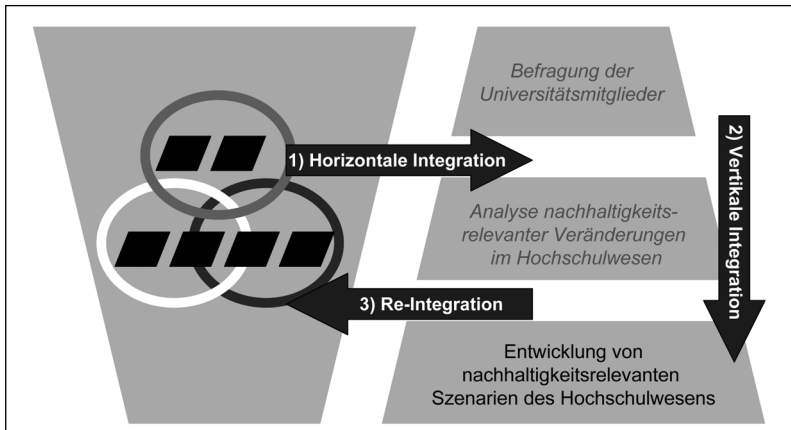 Befragung der
Universitätsmitglieder
1) Horizontale Integration
2) Vertikale Integration
Analyse nachhaltigkeits-
relevanter Veränderungen
im Hochschulwesen
3) Re-Integration
Entwicklung von
nachhaltigkeitsrelevanten
Szenarien des Hochschulwesens